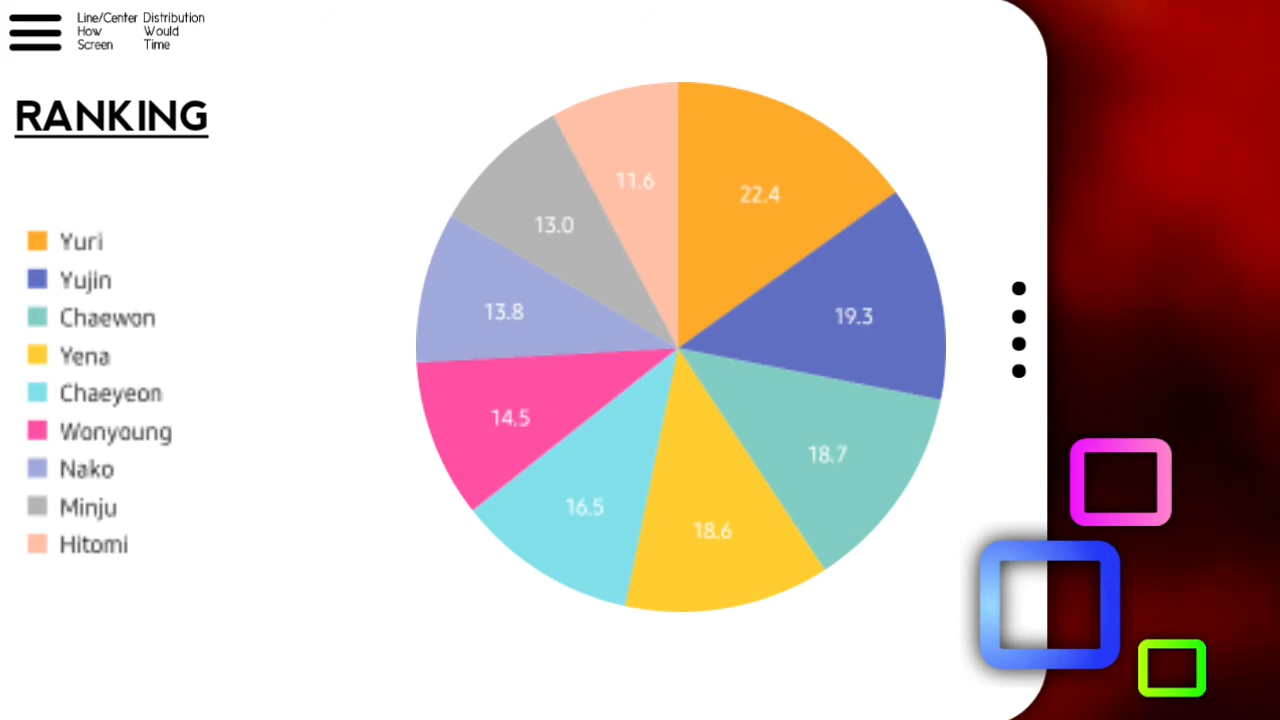 Line/Center Distribution
How Would
Screen Time
RANKING
Yuri
Yujin
Chaewon
Yena
Chaeyeon
Wonyoung
Nako
Minju
Hitomi
11.6
22.4
13.0
13.8
19.3
14.5
18.7
16.5
18.6